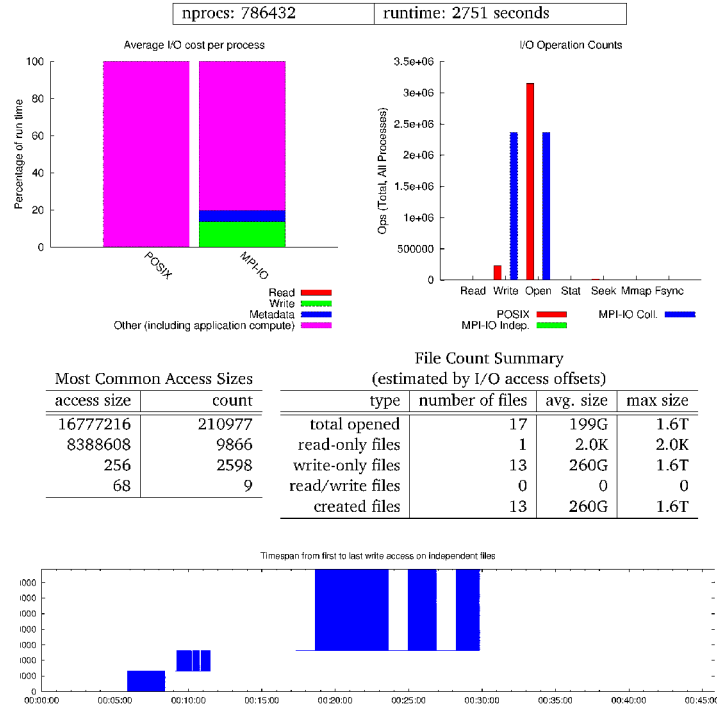 nprocs: 786432 runtime: 2751 seconds
Average I/O cost per process
100
80
60
40
20
0
Percentage of run time
POSIX
MPI-IO
Read
Write
Metadata
Other (including application compute)
I/O Operation Counts
3.5e+06
3e+06
2.5e+06
2e+06
1.5e+06
1e+06
500000
0
Ops (Total, All Processes)
Read Write Open Stat Seek Mmap Fsync
POSIX MPI-IO Coll.
MPI-IO Indep.
Most Common Access Sizes
access size count
16777216 210977
8388608 9866
256 2598
68 9
File Count Summary
(estimated by I/O access offsets)
type number of files avg. size max size
total opened 17 199G 1.6T
read-only files 1 2.0K 2.0K
write-only files 13 260G 1.6T
read/write files 0 0 0
created files 13 260G 1.6T
Timespan from first to last write access on independent files
0
00:00:00 00:05:00 00:10:00 00:15:00 00:20:00 00:25:00 00:30:00 00:35:00 00:40:00 00:45:0